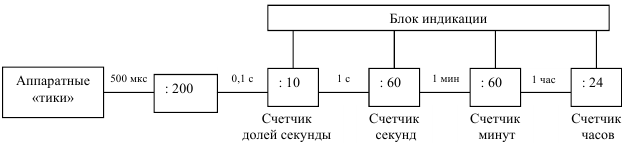 Блок индикации
Аппаратные
«тики»
500 мкс
: 200
0,1 с
: 10
1 с
: 60
1 мин
: 60
1 час
: 24
Счетчик
долей секунды
Счетчик
секунд
Счетчик
минут
Счетчик
часов